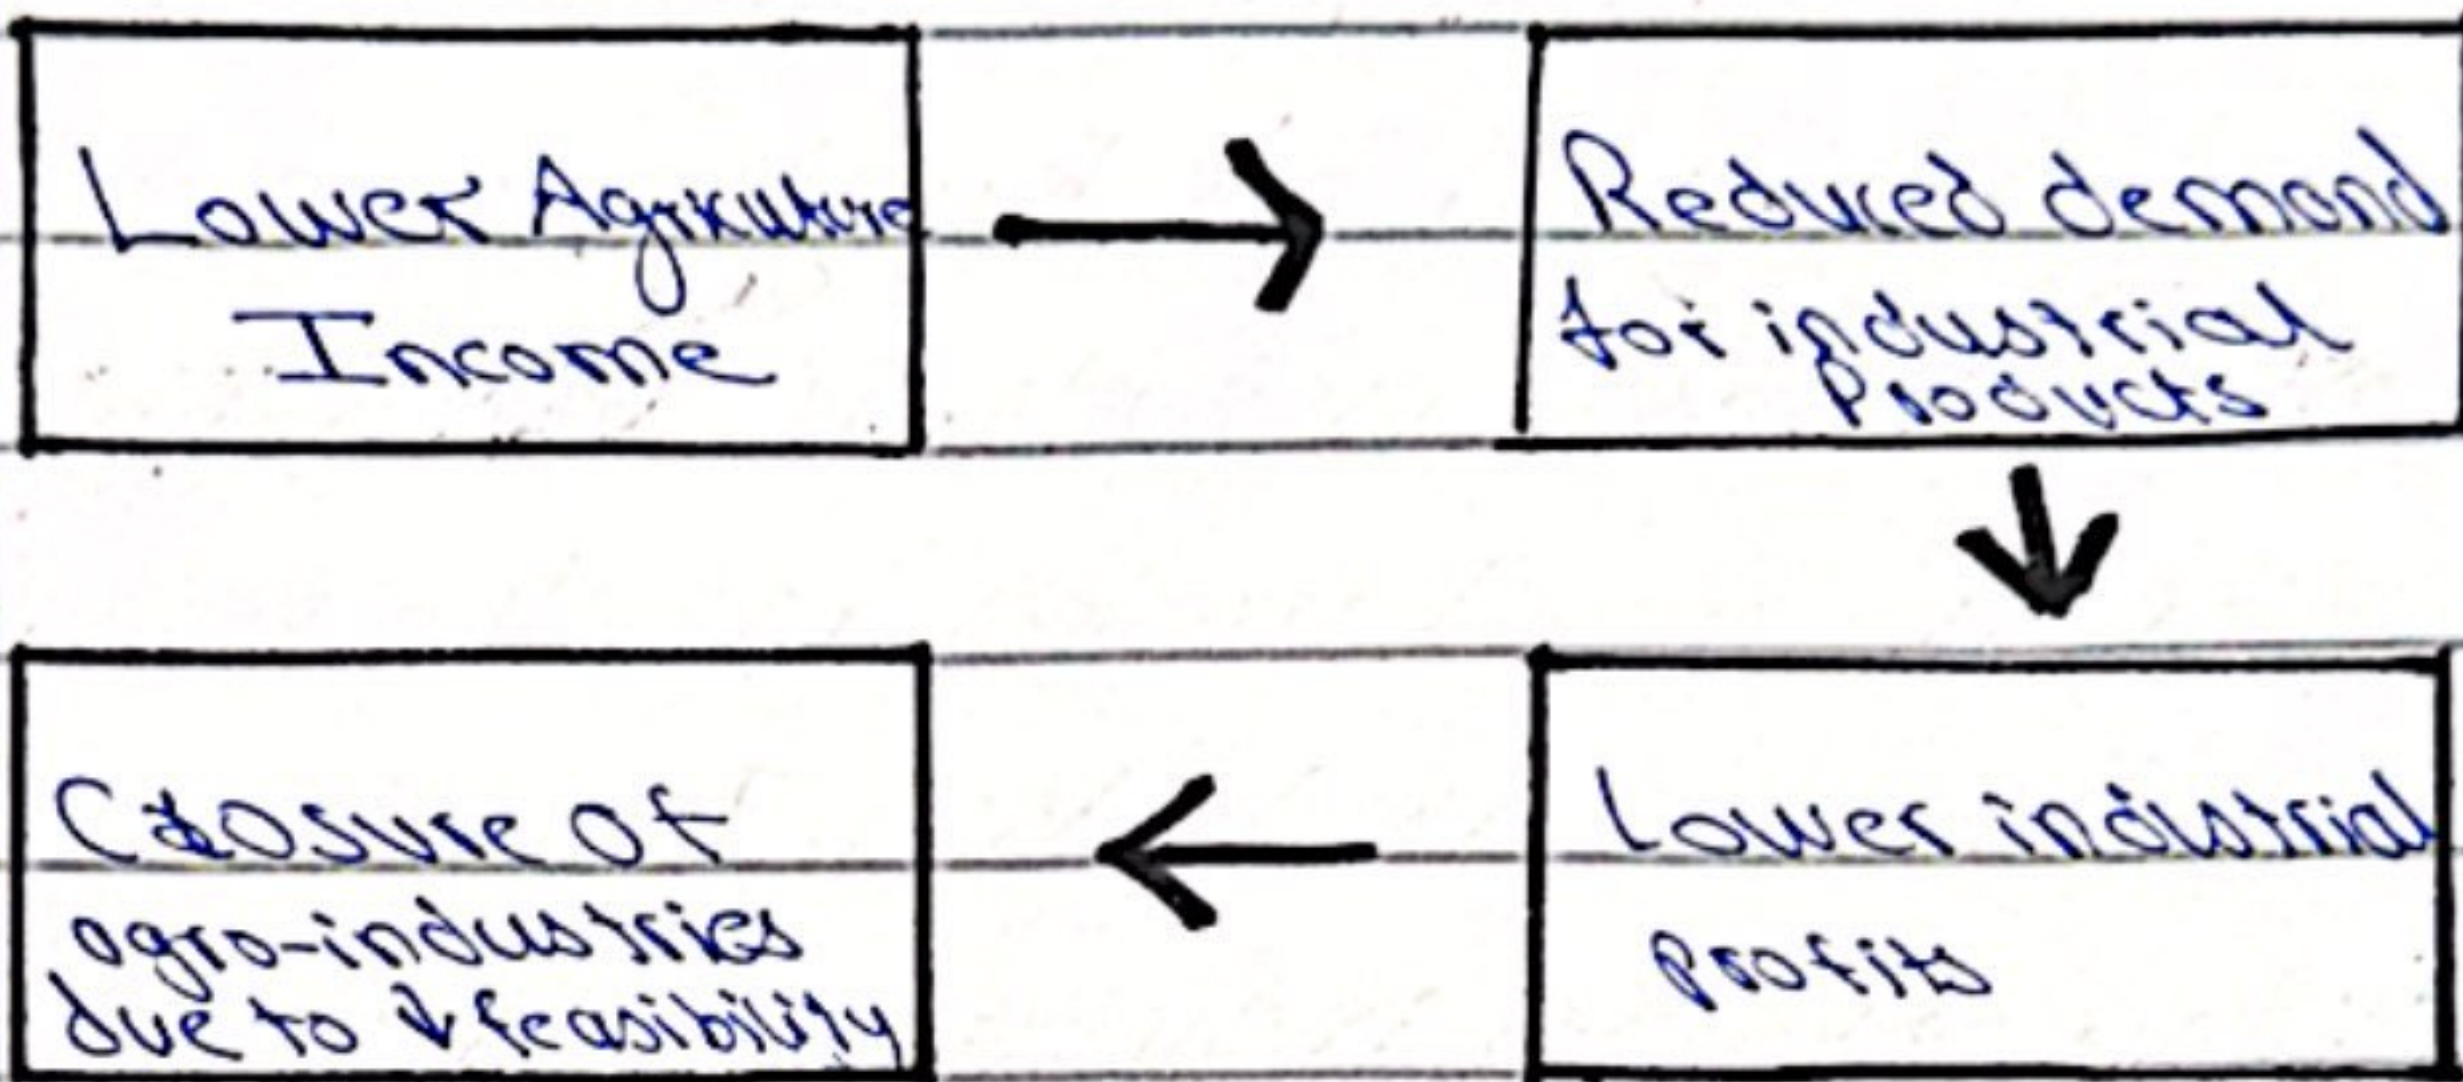 Lower Agriculture
Income
Reduced demand
for industrial
Products
Lower industrial
profits
Closure of
agro-industries
due to ↓ feasibility